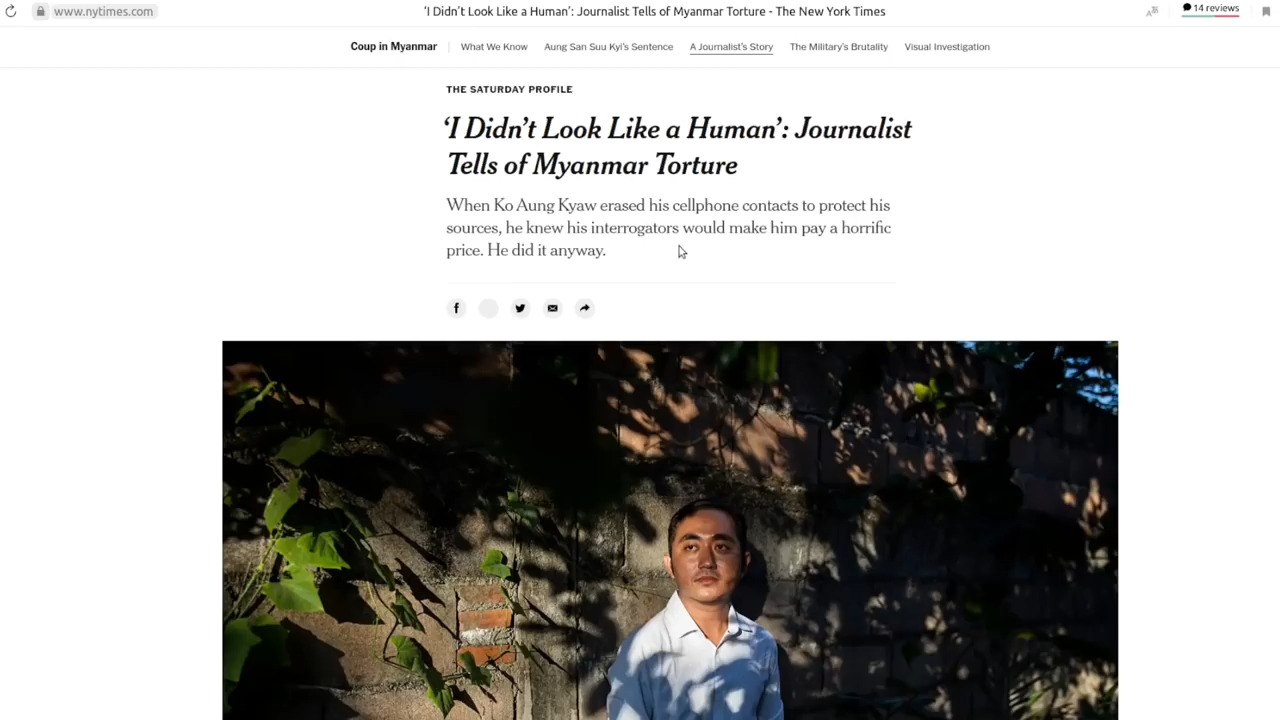 www.nytimes.com
‘I Didn’t Look Like a Human’: Journalist Tells of Myanmar Torture - The New York Times
14 reviews
Coup in Myanmar
What We Know
Aung San Suu Kyi’s Sentence
A Journalist’s Story
The Military’s Brutality
Visual Investigation
THE SATURDAY PROFILE
‘I Didn’t Look Like a Human’: Journalist
Tells of Myanmar Torture
When Ko Aung Kyaw erased his cellphone contacts to protect his
sources, he knew his interrogators would make him pay a horrific
price. He did it anyway.